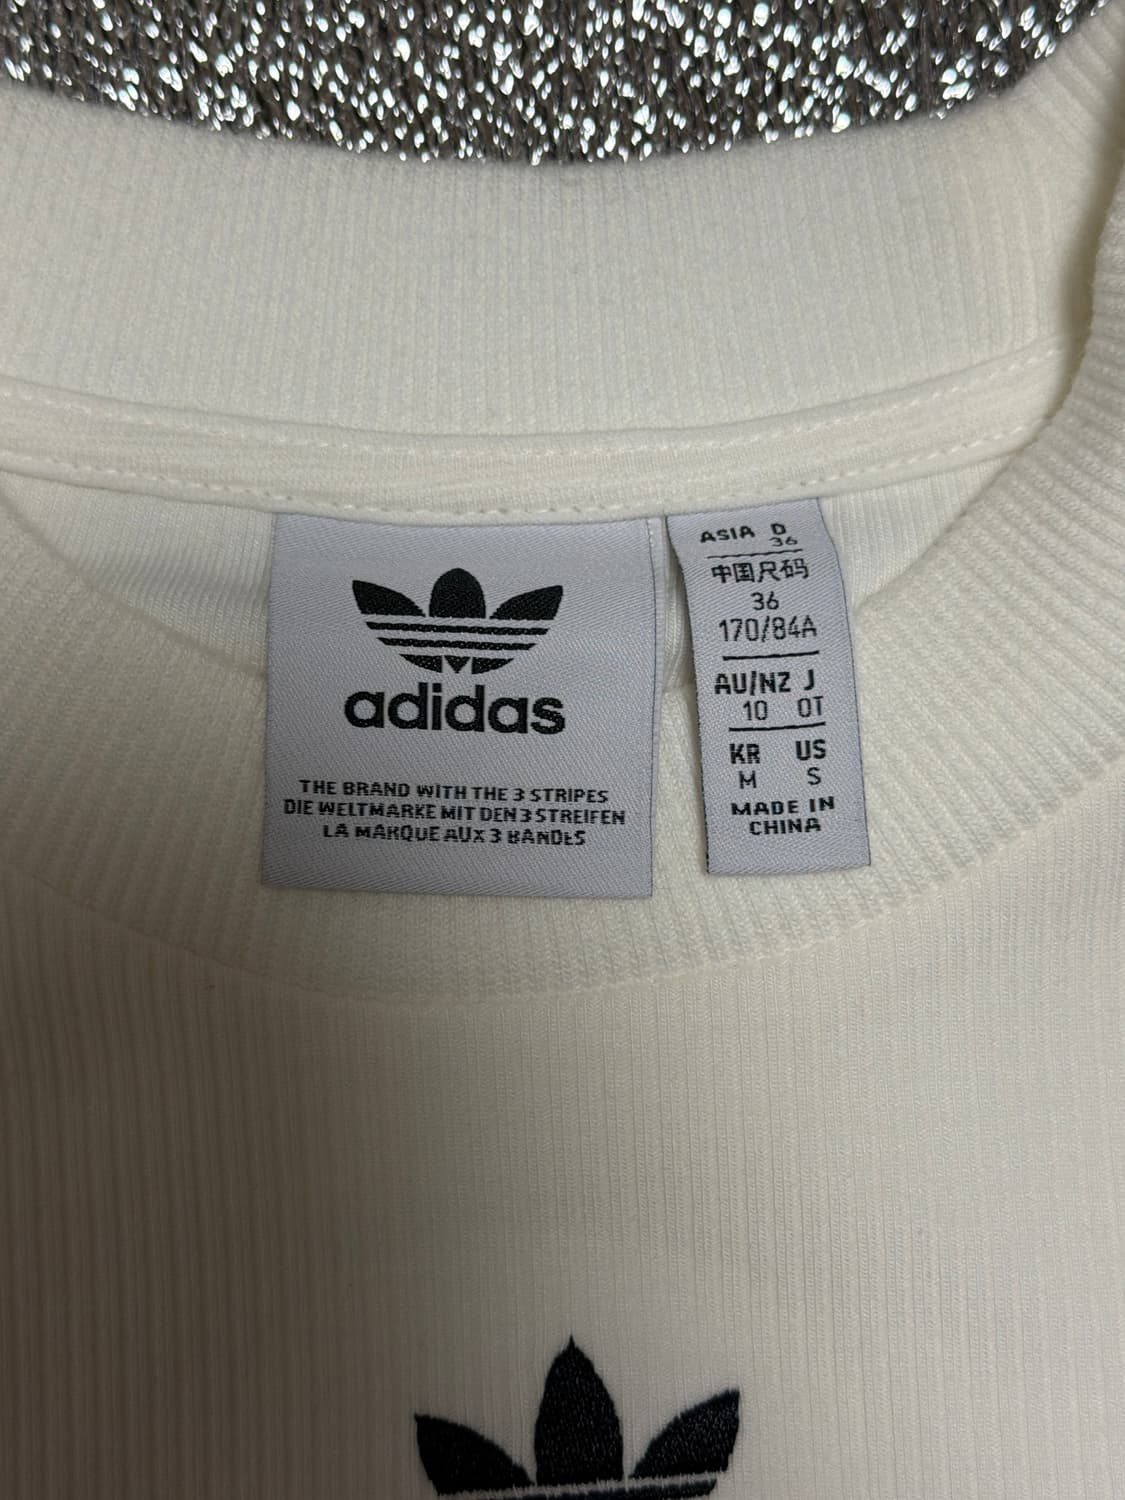 adidas
THE BRAND WITH THE 3 STRIPES
DIE WELTMARKE MIT DEN 3 STREIFEN
LA MARQUE AUX 3 BANDES
ASIA D
36
中国尺码
36
170/84A
AU/NZ J
10 OT
KR US
M S
MADE IN
CHINA